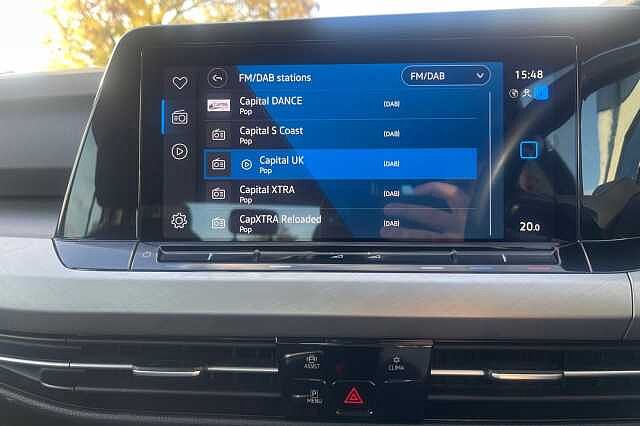 FM/DAB stations
FM/DAB
15:48
Capital DANCE
Pop
(DAB)
Capital S Coast
Pop
(DAB)
Capital UK
Pop
(DAB)
Capital XTRA
Pop
(DAB)
CapXTRA Reloaded
Pop
(DAB)
20.0
ASSIST
CLIMA
P
MENU